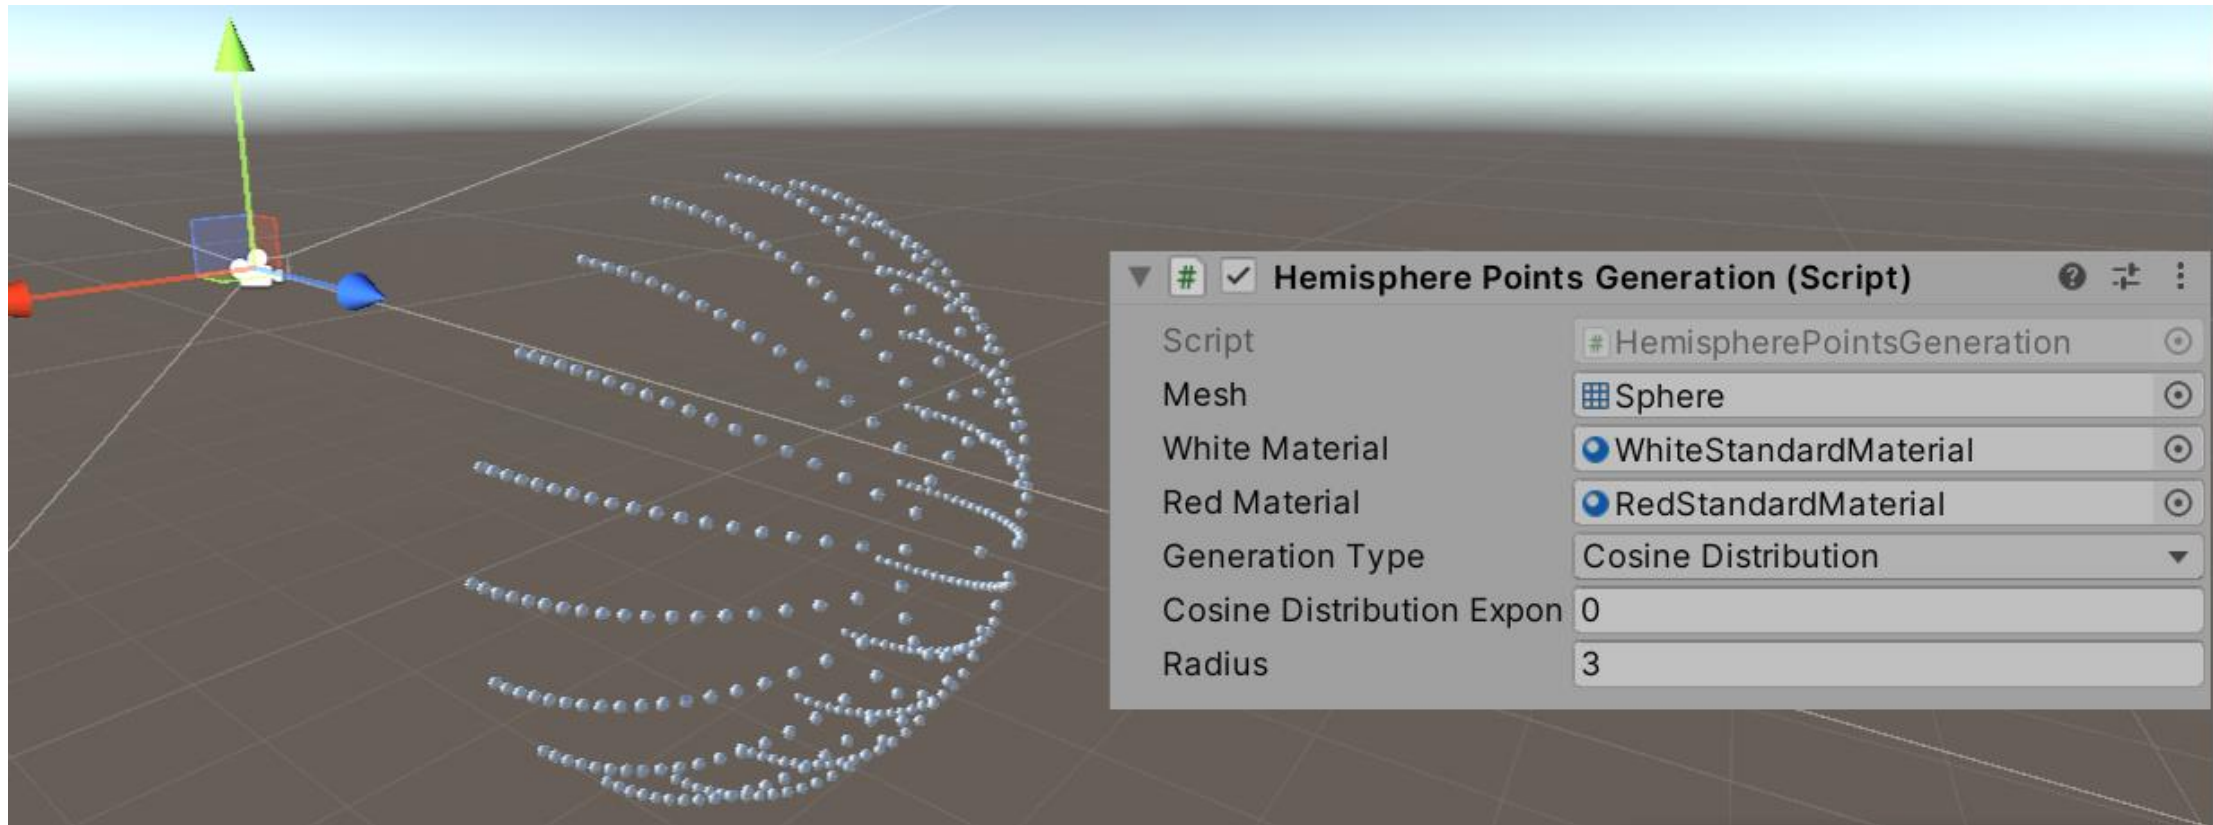 # Hemisphere Points Generation (Script)
Script # HemispherePointsGeneration
Mesh Sphere
White Material WhiteStandardMaterial
Red Material RedStandardMaterial
Generation Type Cosine Distribution
Cosine Distribution Expon 0
Radius 3